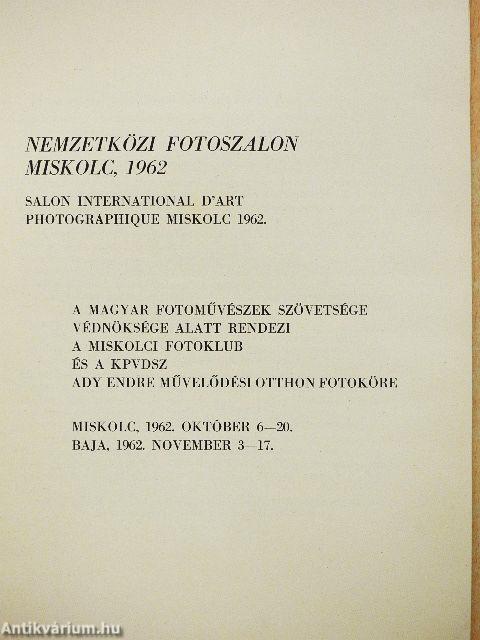 NEMZETKÖZI FOTOSZALON
MISKOLC, 1962
SALON INTERNATIONAL D'ART
PHOTOGRAPHIQUE MISKOLC 1962.
A MAGYAR FOTOMŰVÉSZEK SZÖVETSÉGE
VÉDNÖKSÉGE ALATT RENDEZI
A MISKOLCI FOTOKLUB
ÉS A KPVDSZ
ADY ENDRE MŰVELŐDÉSI OTTHON FOTOKÖRE
MISKOLC, 1962. OKTÓBER 6—20.
BAJA, 1962. NOVEMBER 3—17.
Antikvárium.hu